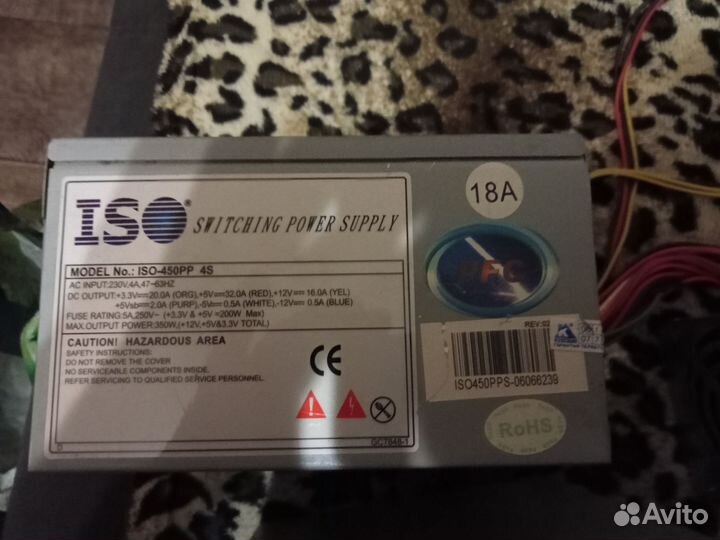 ISO® SWITCHING POWER SUPPLY
MODEL No.: ISO-450PP 4S
AC INPUT:230V,4A,47~63HZ
DC OUTPUT:+3.3V⎓20.0A (ORG),+5V⎓32.0A (RED),+12V⎓16.0A (YEL)
+5Vsb⎓2.0A (PURP),-5V⎓0.5A (WHITE),-12V⎓0.5A (BLUE)
FUSE RATING:5A,250V~ (+3.3V & +5V =200W Max)
MAX.OUTPUT POWER:350W,(+12V,+5V&3.3V TOTAL)
CAUTION! HAZARDOUS AREA
SAFETY INSTRUCTIONS:
DO NOT REMOVE THE COVER
NO SERVICEABLE COMPONENTS INSIDE.
REFER SERVICING TO QUALIFIED SERVICE PERSONNEL.
CE
D
GC7648-1
18A
REV:02
ISO450PPS-06066239
RoHS
Avito